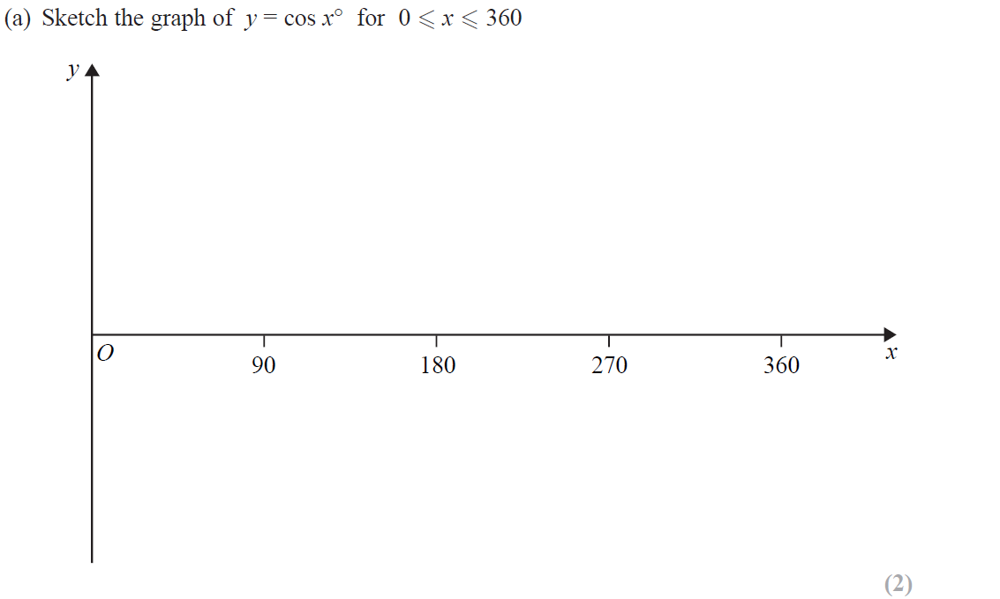 (a) Sketch the graph of y = cos x° for 0 ⩽ x ⩽ 360
y
O
90 180 270 360 x
(2)